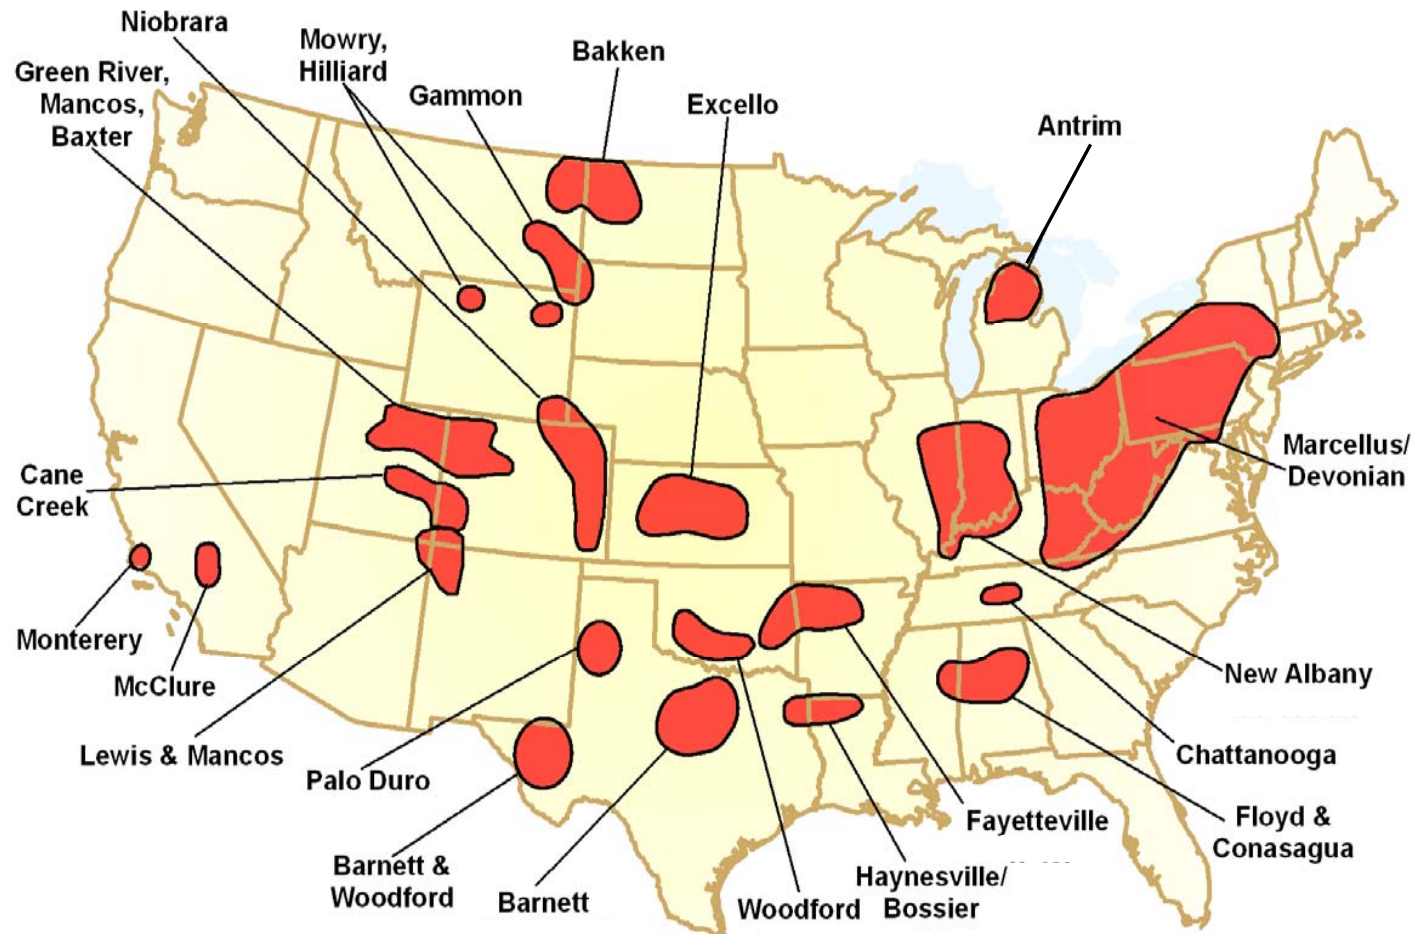 Niobrara
Mowry,
Hilliard
Bakken
Green River,
Mancos,
Baxter
Gammon
Excello
Antrim
Marcellus/
Devonian
Cane
Creek
Monterery
McClure
New Albany
Lewis & Mancos
Chattanooga
Palo Duro
Fayetteville
Floyd &
Conasagua
Barnett &
Woodford
Barnett
Woodford
Haynesville/
Bossier